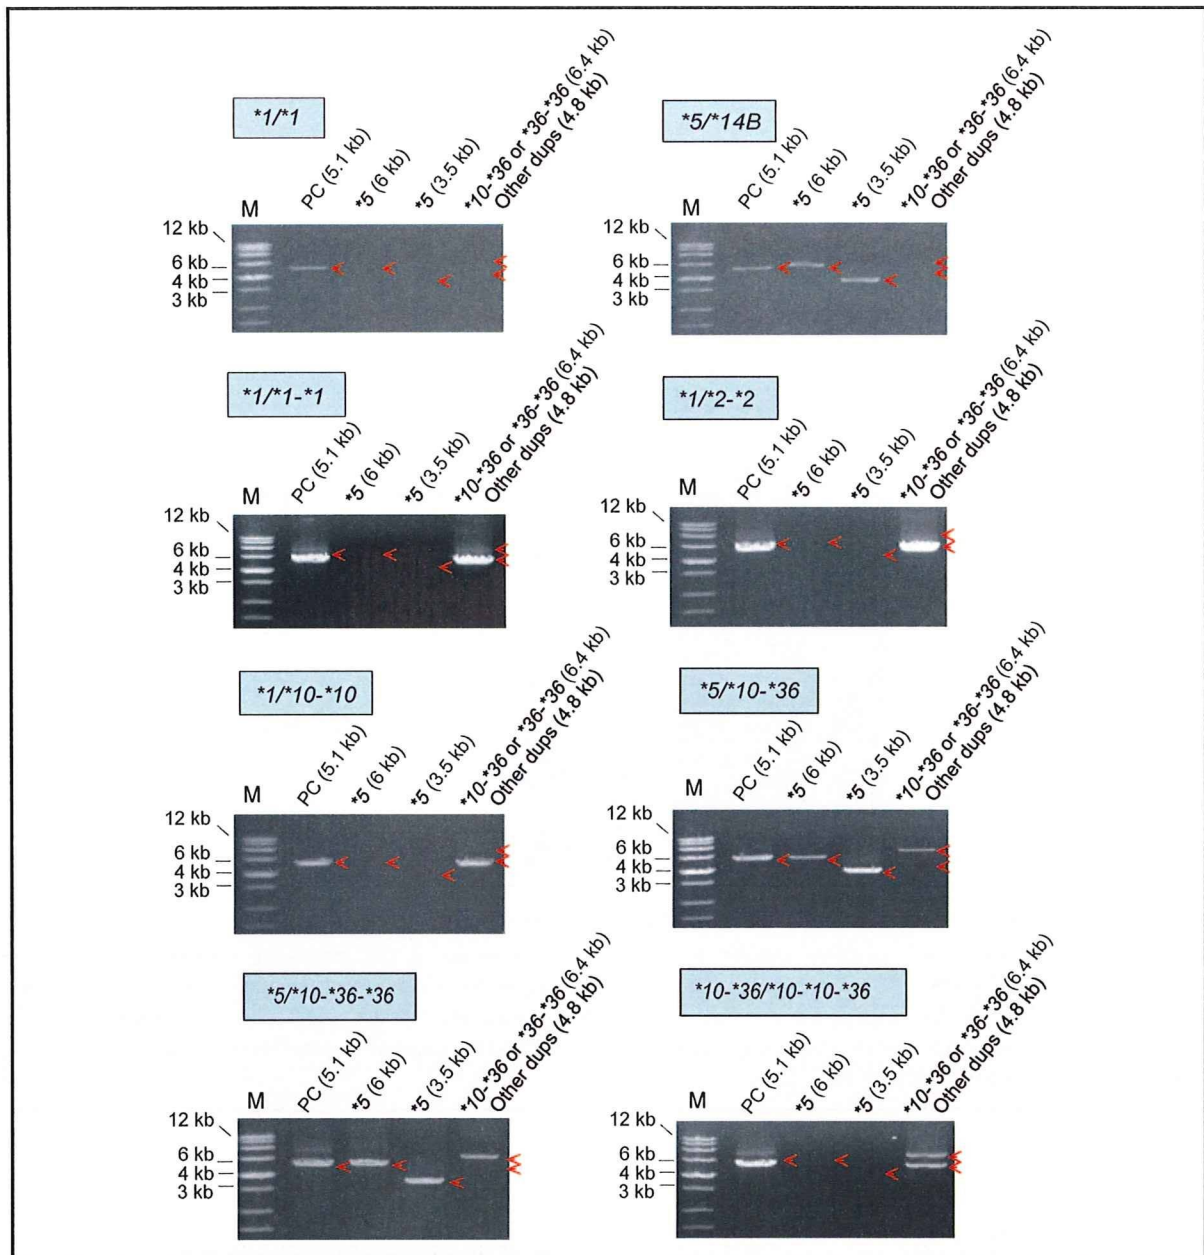 *1/*1
PC (5.1 kb)
*5 (6 kb)
*5 (3.5 kb)
*10-*36 or *36-*36 (6.4 kb)
Other dups (4.8 kb)
M
12 kb
6 kb
4 kb
3 kb
*5/*14B
PC (5.1 kb)
*5 (6 kb)
*5 (3.5 kb)
*10-*36 or *36-*36 (6.4 kb)
Other dups (4.8 kb)
M
12 kb
6 kb
4 kb
3 kb
*1/*1-*1
PC (5.1 kb)
*5 (6 kb)
*5 (3.5 kb)
*10-*36 or *36-*36 (6.4 kb)
Other dups (4.8 kb)
M
12 kb
6 kb
4 kb
3 kb
*1/*2-*2
PC (5.1 kb)
*5 (6 kb)
*5 (3.5 kb)
*10-*36 or *36-*36 (6.4 kb)
Other dups (4.8 kb)
M
12 kb
6 kb
4 kb
3 kb
*1/*10-*10
PC (5.1 kb)
*5 (6 kb)
*5 (3.5 kb)
*10-*36 or *36-*36 (6.4 kb)
Other dups (4.8 kb)
M
12 kb
6 kb
4 kb
3 kb
*5/*10-*36
PC (5.1 kb)
*5 (6 kb)
*5 (3.5 kb)
*10-*36 or *36-*36 (6.4 kb)
Other dups (4.8 kb)
M
12 kb
6 kb
4 kb
3 kb
*5/*10-*36-*36
PC (5.1 kb)
*5 (6 kb)
*5 (3.5 kb)
*10-*36 or *36-*36 (6.4 kb)
Other dups (4.8 kb)
M
12 kb
6 kb
4 kb
3 kb
*10-*36/*10-*10-*36
PC (5.1 kb)
*5 (6 kb)
*5 (3.5 kb)
*10-*36 or *36-*36 (6.4 kb)
Other dups (4.8 kb)
M
12 kb
6 kb
4 kb
3 kb